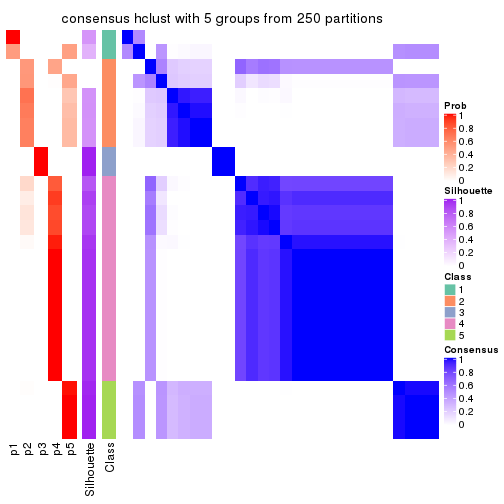 consensus hclust with 5 groups from 250 partitions
Prob
1
0.8
0.6
0.4
0.2
0
Silhouette
1
0.8
0.6
0.4
0.2
0
Class
1
2
3
4
5
Consensus
1
0.8
0.6
0.4
0.2
0
p1
p2
p3
p4
p5
Silhouette
Class